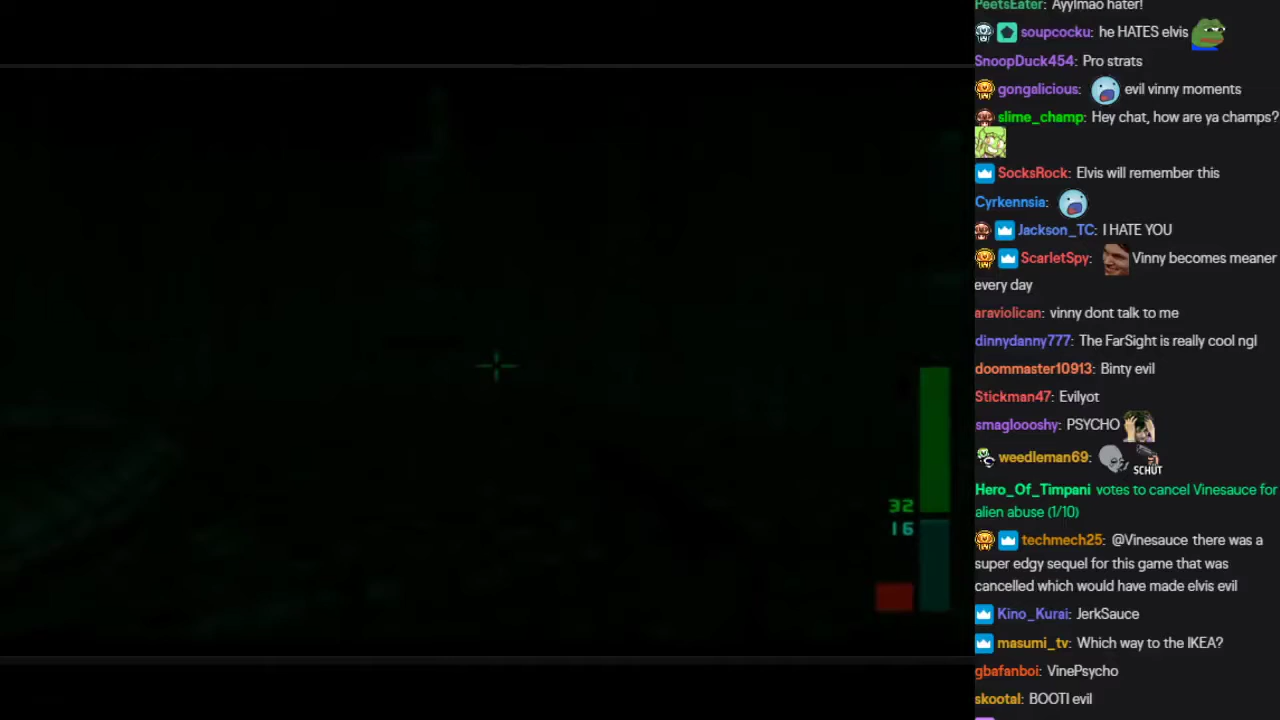 PeetsEater: Ayylmao hater!
soupcocku: he HATES elvis
SnoopDuck454: Pro strats
gongalicious: evil vinny moments
slime_champ: Hey chat, how are ya champs?
SocksRock: Elvis will remember this
Cyrkennsia:
Jackson_TC: I HATE YOU
ScarletSpy: Vinny becomes meaner
every day
araviolican: vinny dont talk to me
dinnydanny777: The FarSight is really cool ngl
doommaster10913: Binty evil
Stickman47: Evilyot
smagloooshy: PSYCHO
weedleman69: SCHUT
Hero_Of_Timpani votes to cancel Vinesauce for
alien abuse (1/10)
techmech25: @Vinesauce there was a
super edgy sequel for this game that was
cancelled which would have made elvis evil
Kino_Kurai: JerkSauce
masumi_tv: Which way to the IKEA?
gbafanboi: VinePsycho
skootal: BOOTI evil
32
16